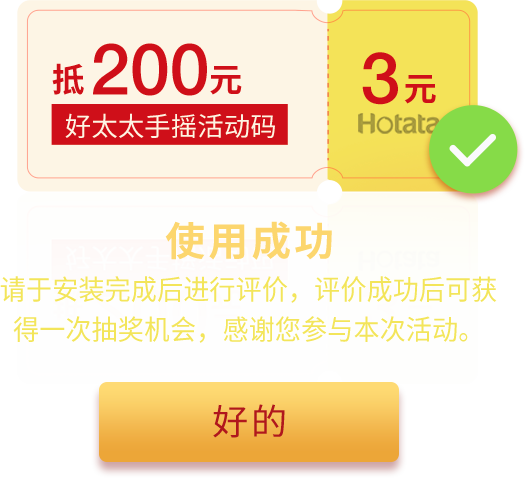 抵200元
3元
好太太手摇活动码
Hotata
使用成功
请于安装完成后进行评价，评价成功后可获
得一次抽奖机会，感谢您参与本次活动。
好的